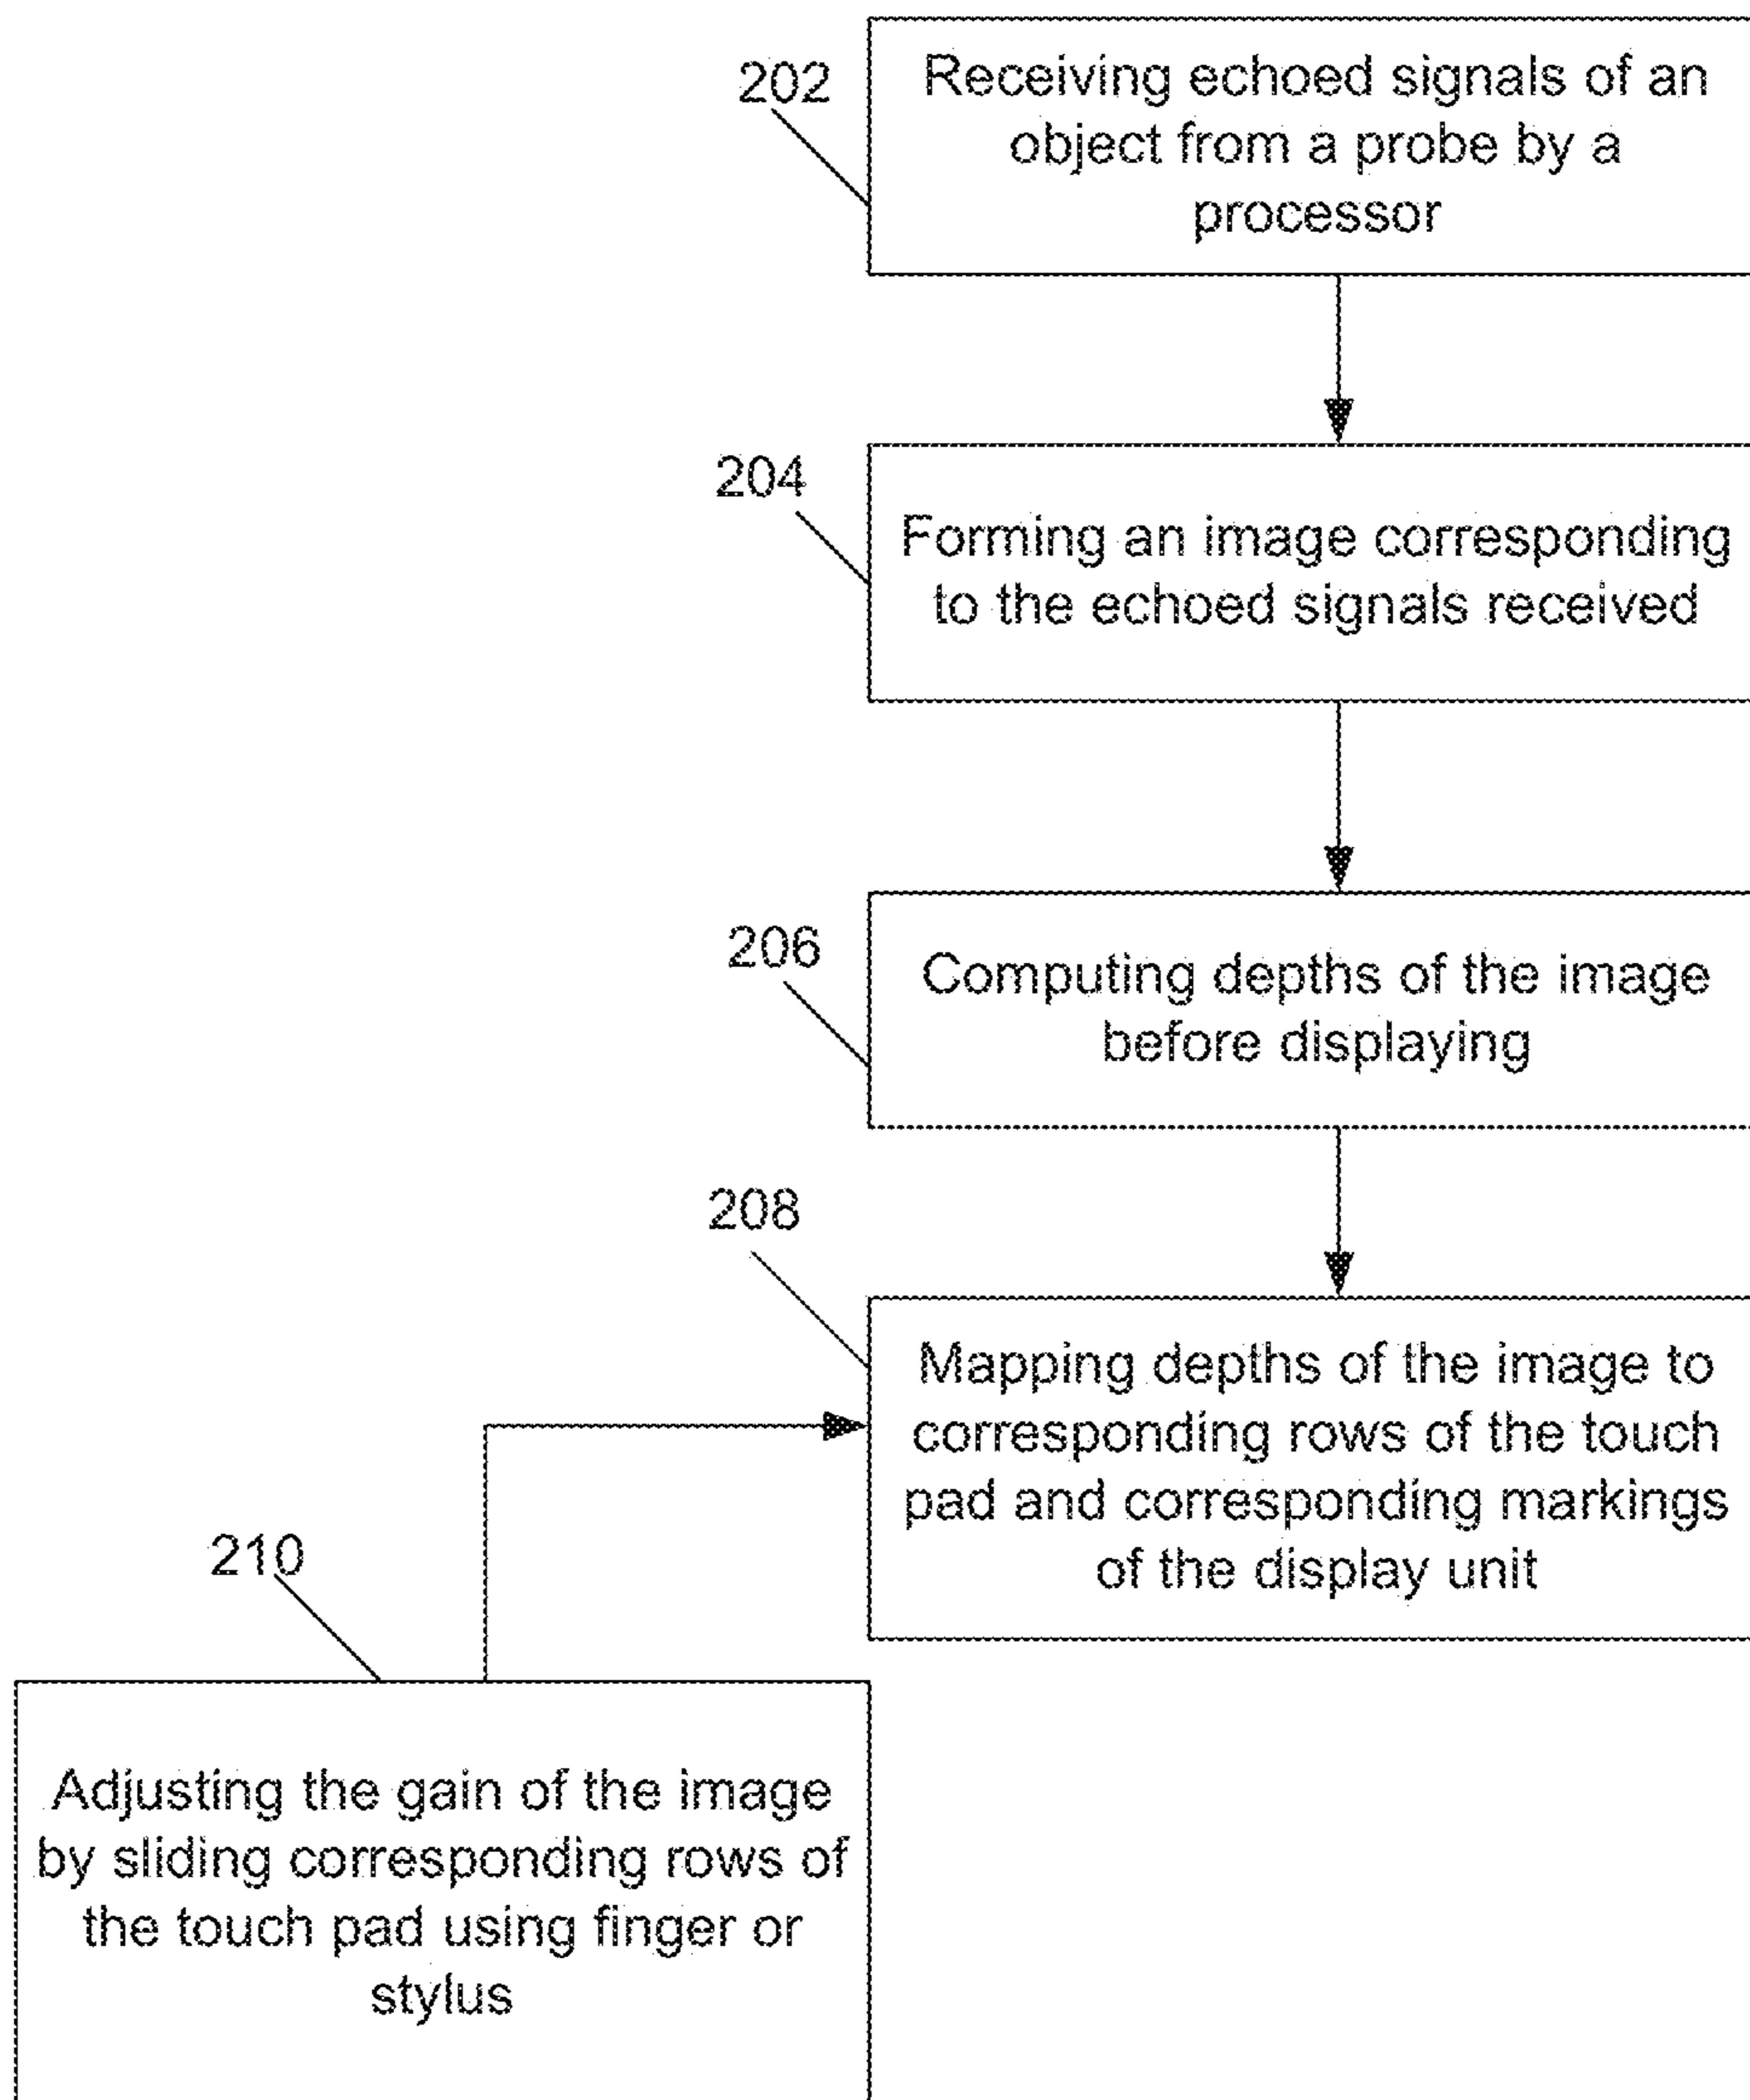 202
Receiving echoed signals of an
object from a probe by a
processor
204
Forming an image corresponding
to the echoed signals received
206
Computing depths of the image
before displaying
208
Mapping depths of the image to
corresponding rows of the touch
pad and corresponding markings
of the display unit
210
Adjusting the gain of the image
by sliding corresponding rows of
the touch pad using finger or
stylus